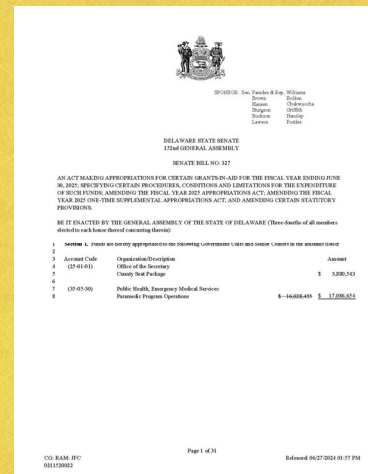 SPONSOR: Sen. Paradee & Rep. Williams
Brown Bolden
Hansen Chukwuocha
Sturgeon Griffith
Buckson Hensley
Lawson Postles
DELAWARE STATE SENATE
152nd GENERAL ASSEMBLY
SENATE BILL NO. 327
AN ACT MAKING APPROPRIATIONS FOR CERTAIN GRANTS-IN-AID FOR THE FISCAL YEAR ENDING JUNE
30, 2025; SPECIFYING CERTAIN PROCEDURES, CONDITIONS AND LIMITATIONS FOR THE EXPENDITURE
OF SUCH FUNDS; AMENDING THE FISCAL YEAR 2025 APPROPRIATIONS ACT; AMENDING THE FISCAL
YEAR 2025 ONE-TIME SUPPLEMENTAL APPROPRIATIONS ACT; AND AMENDING CERTAIN STATUTORY
PROVISIONS.
BE IT ENACTED BY THE GENERAL ASSEMBLY OF THE STATE OF DELAWARE (Three-fourths of all members
elected to each house thereof concurring therein):
1 Section 1. Funds are hereby appropriated to the following Government Units and Senior Centers in the amounts listed:
2
3 Account Code Organization/Description Amount
4 (25-01-01) Office of the Secretary
5 County Seat Package $ 3,880,543
6
7 (35-05-30) Public Health, Emergency Medical Services
8 Paramedic Program Operations $ 16,028,455 $ 17,086,654
Page 1 of 31
CG: RAM: JFC Released: 06/27/2024 01:57 PM
0211520022